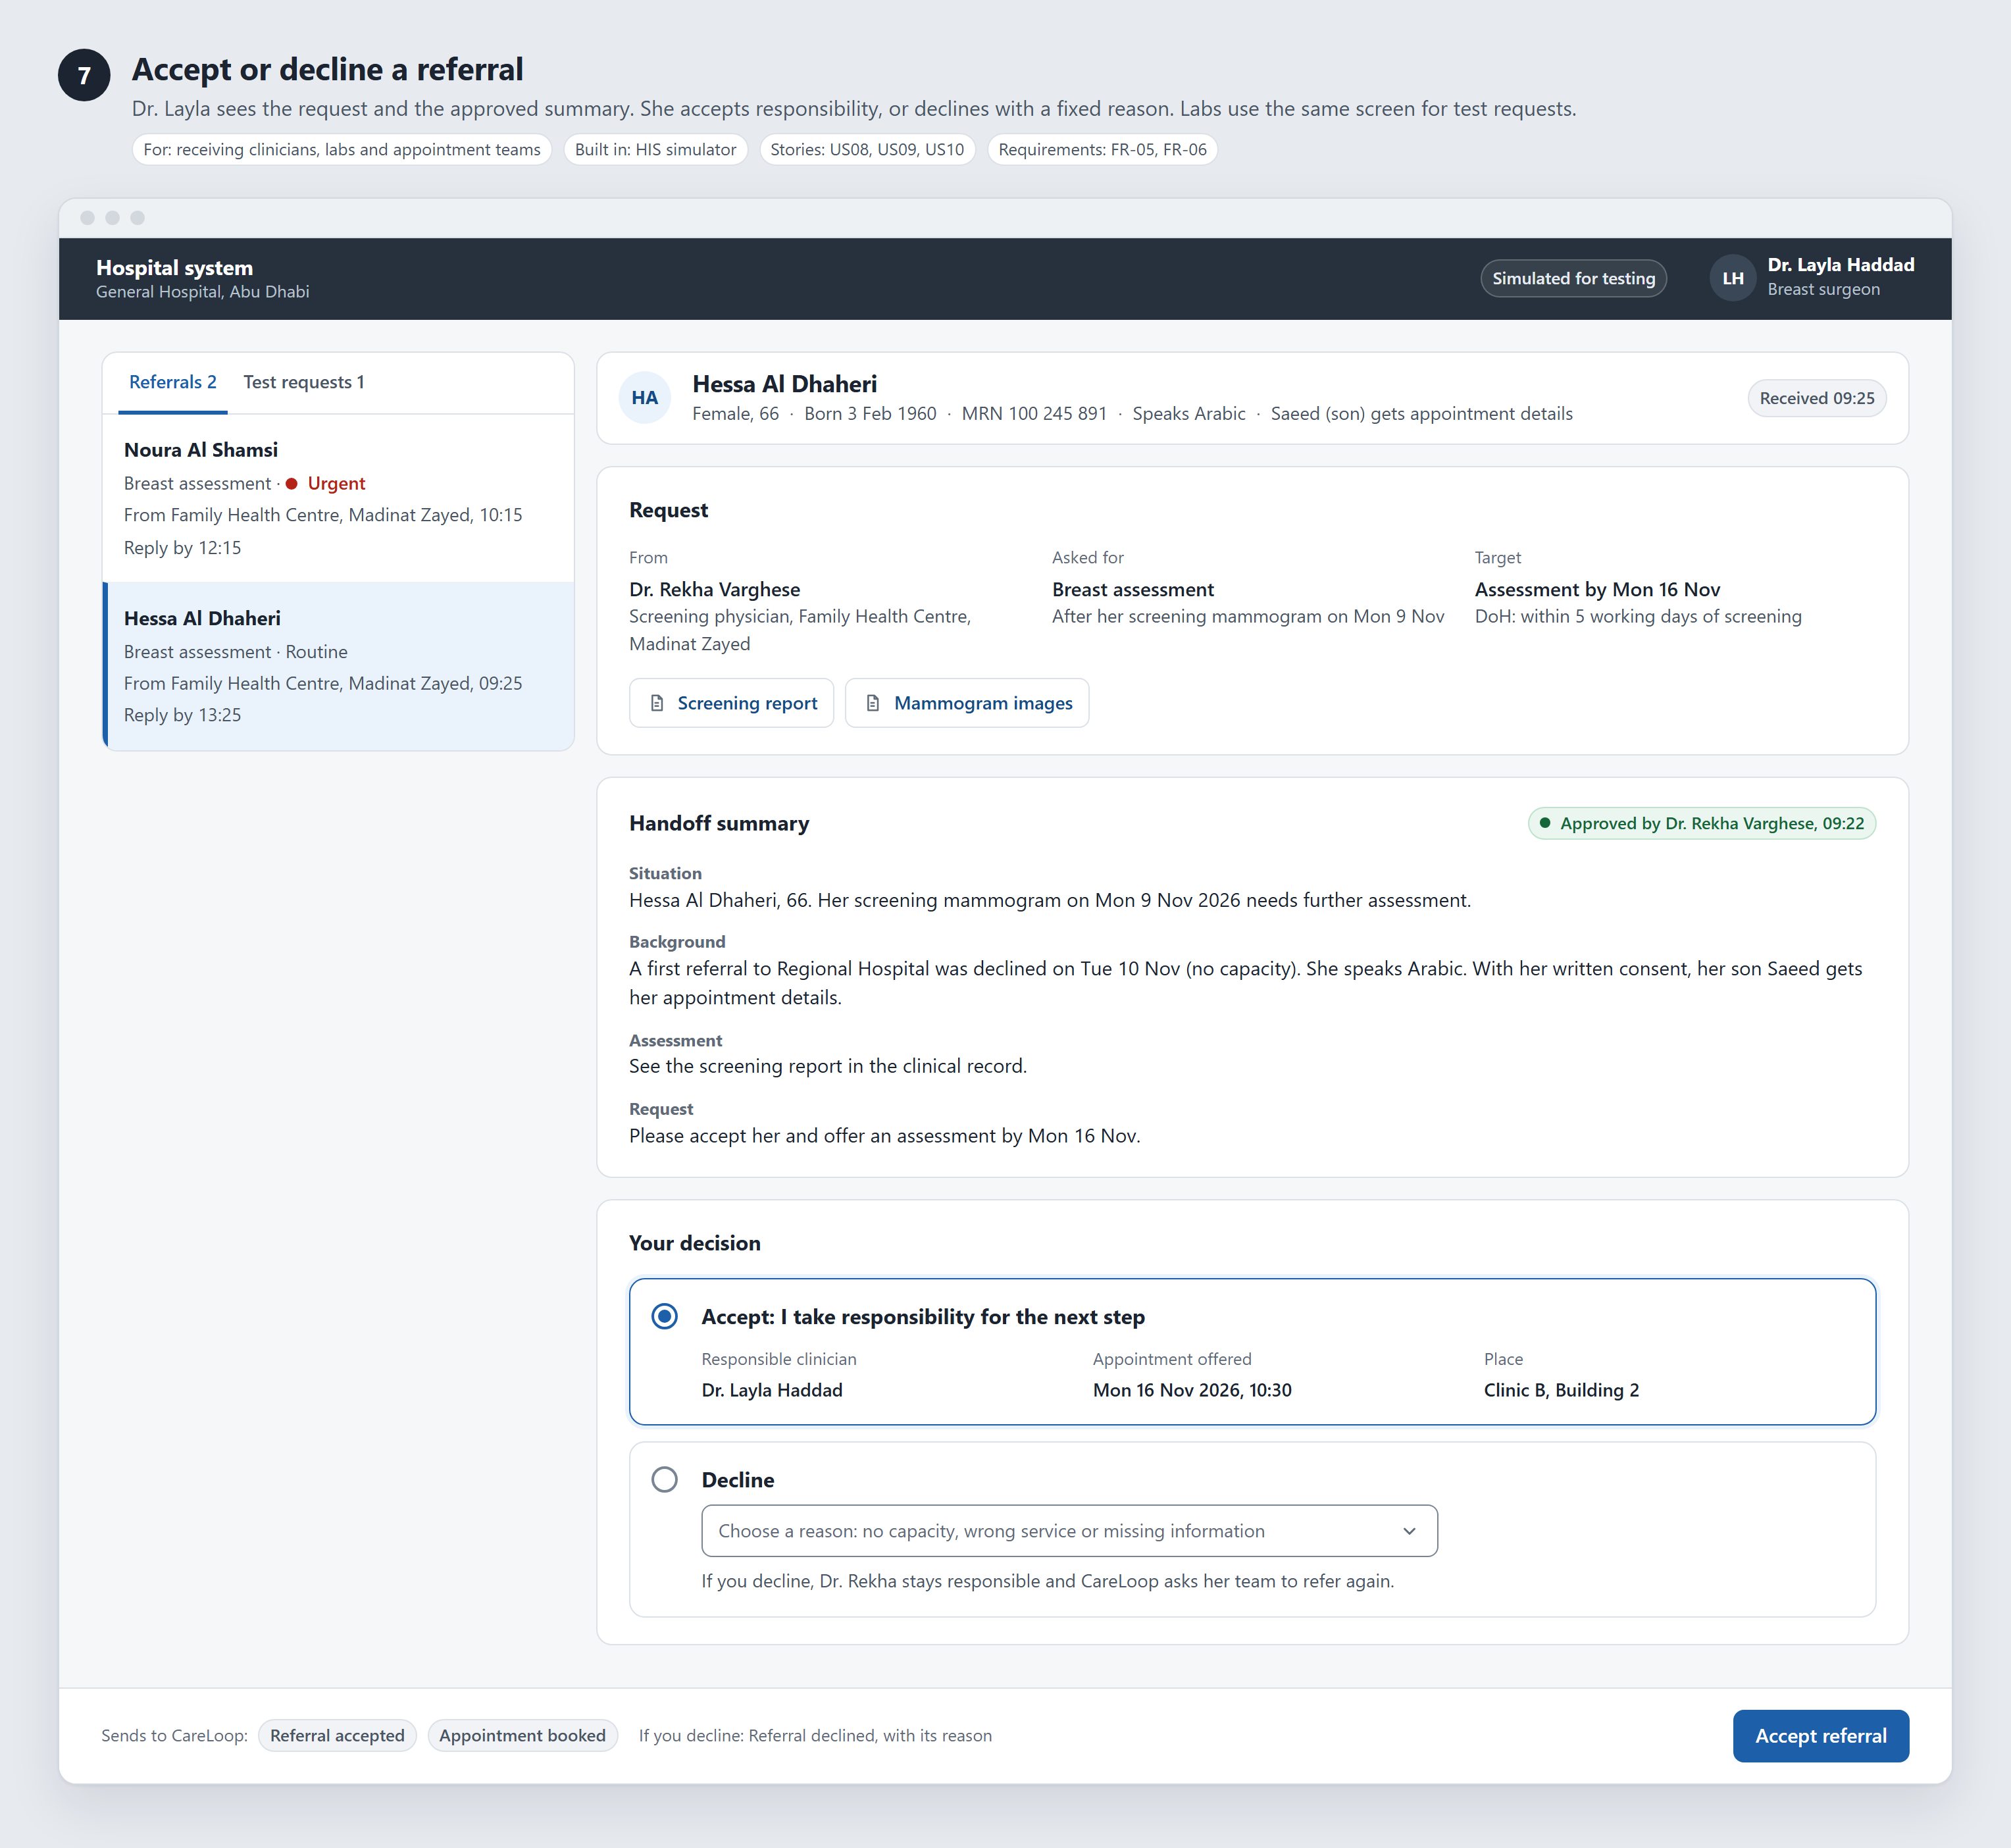 7
Accept or decline a referral
Dr. Layla sees the request and the approved summary. She accepts responsibility, or declines with a fixed reason. Labs use the same screen for test requests.
For: receiving clinicians, labs and appointment teams
Built in: HIS simulator
Stories: US08, US09, US10
Requirements: FR-05, FR-06
Hospital system
General Hospital, Abu Dhabi
Simulated for testing
LH
Dr. Layla Haddad
Breast surgeon
Referrals 2
Test requests 1
Noura Al Shamsi
Breast assessment · Urgent
From Family Health Centre, Madinat Zayed, 10:15
Reply by 12:15
Hessa Al Dhaheri
Breast assessment · Routine
From Family Health Centre, Madinat Zayed, 09:25
Reply by 13:25
HA
Hessa Al Dhaheri
Female, 66 · Born 3 Feb 1960 · MRN 100 245 891 · Speaks Arabic · Saeed (son) gets appointment details
Received 09:25
Request
From
Dr. Rekha Varghese
Screening physician, Family Health Centre,
Madinat Zayed
Asked for
Breast assessment
After her screening mammogram on Mon 9 Nov
Target
Assessment by Mon 16 Nov
DoH: within 5 working days of screening
Screening report
Mammogram images
Handoff summary
Approved by Dr. Rekha Varghese, 09:22
Situation
Hessa Al Dhaheri, 66. Her screening mammogram on Mon 9 Nov 2026 needs further assessment.
Background
A first referral to Regional Hospital was declined on Tue 10 Nov (no capacity). She speaks Arabic. With her written consent, her son Saeed gets
her appointment details.
Assessment
See the screening report in the clinical record.
Request
Please accept her and offer an assessment by Mon 16 Nov.
Your decision
Accept: I take responsibility for the next step
Responsible clinician
Dr. Layla Haddad
Appointment offered
Mon 16 Nov 2026, 10:30
Place
Clinic B, Building 2
Decline
Choose a reason: no capacity, wrong service or missing information
If you decline, Dr. Rekha stays responsible and CareLoop asks her team to refer again.
Sends to CareLoop:
Referral accepted
Appointment booked
If you decline: Referral declined, with its reason
Accept referral